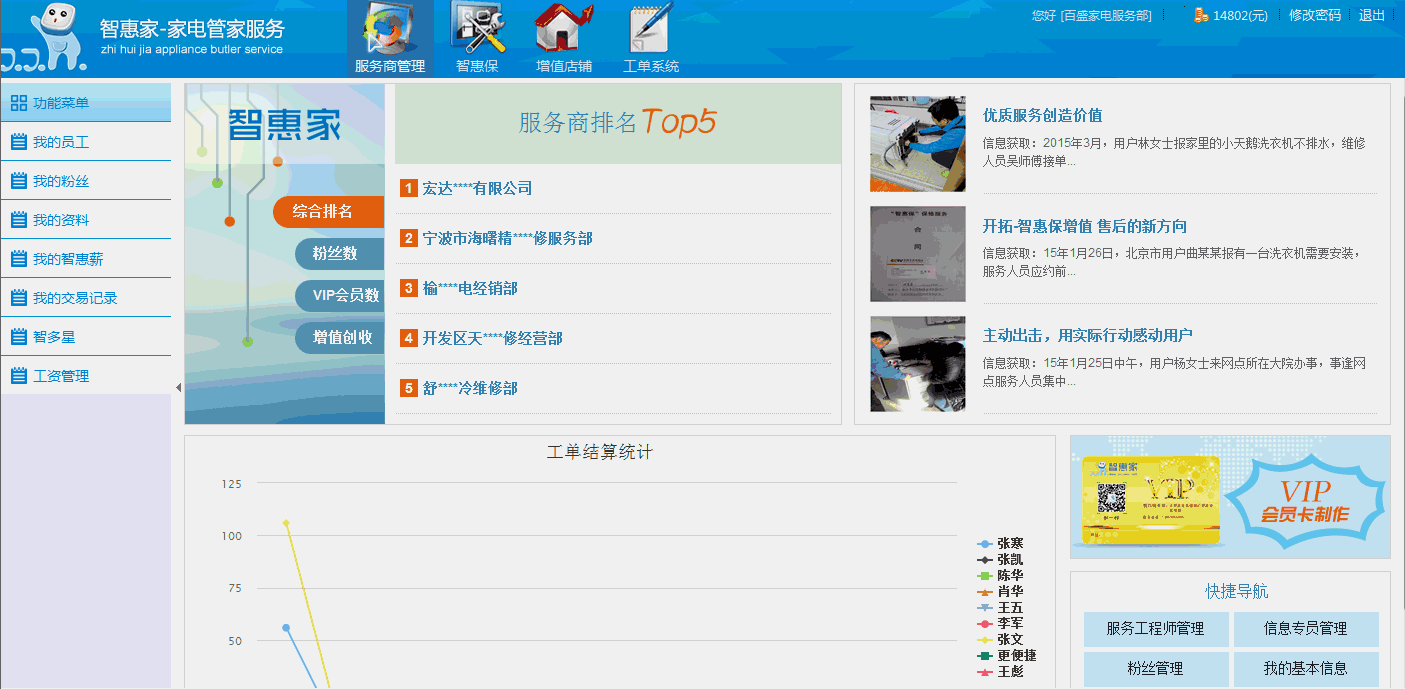 智惠家-家电管家服务
zhi hui jia appliance butler service
服务商管理
智惠保
增值店铺
工单系统
您好 [百盛家电服务部]
14802(元)
修改密码
退出
功能菜单
我的员工
我的粉丝
我的资料
我的智惠薪
我的交易记录
智多星
工资管理
智惠家
综合排名
粉丝数
VIP会员数
增值创收
服务商排名Top5
1 宏达****有限公司
2 宁波市海曙精****修服务部
3 榆****电经销部
4 开发区天****修经营部
5 舒****冷维修部
优质服务创造价值
信息获取：2015年3月，用户林女士报家里的小天鹅洗衣机不排水，维修
人员吴师傅接单...
"智惠保"保修服务
合
同
开拓-智惠保增值 售后的新方向
信息获取：15年1月26日，北京市用户曲某某报有一台洗衣机需要安装，
服务人员应约前...
主动出击，用实际行动感动用户
信息获取：15年1月25日中午，用户杨女士来网点所在大院办事，事逢网
点服务人员集中...
工单结算统计
125
100
75
50
张寒
张凯
陈华
肖华
王五
李军
张文
更便捷
王彪
智惠家
VIP
VIP
会员卡制作
快捷导航
服务工程师管理
信息专员管理
粉丝管理
我的基本信息